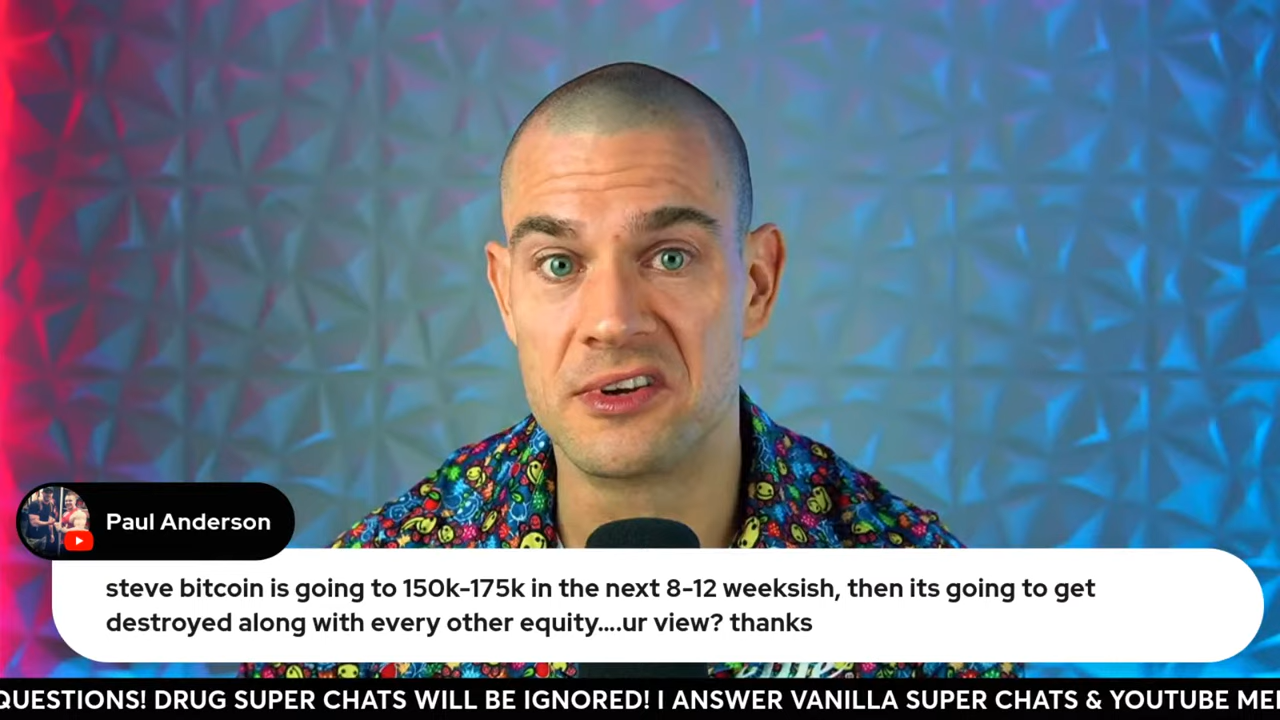 Paul Anderson
steve bitcoin is going to 150k-175k in the next 8-12 weeksish, then its going to get
destroyed along with every other equity....ur view? thanks
QUESTIONS! DRUG SUPER CHATS WILL BE IGNORED! I ANSWER VANILLA SUPER CHATS & YOUTUBE